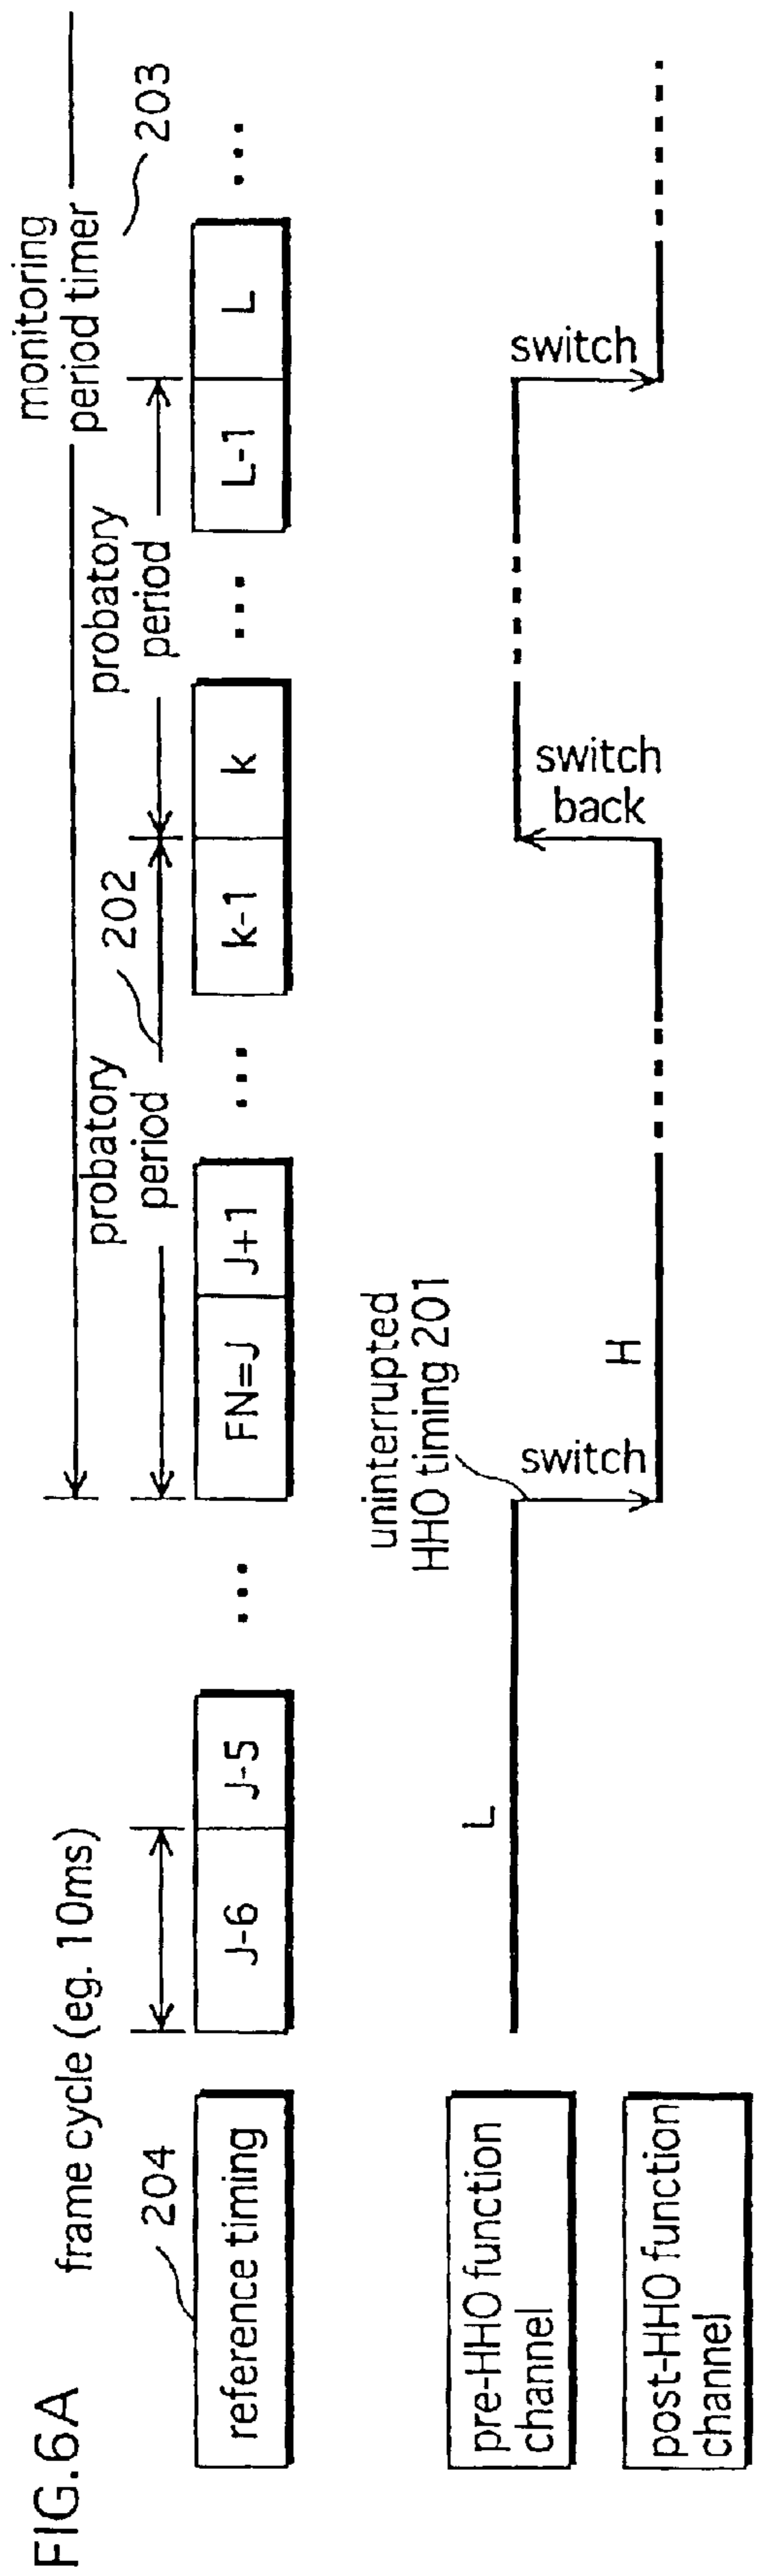 FIG.6A
frame cycle (eg. 10ms)
monitoring
period timer
probatory
period
202
probatory
period
203
204
reference timing
J-6
J-5
...
FN=J
J+1
...
k-1
k
...
L-1
L
...
uninterrupted
HHO timing 201
pre-HHO function
channel
L
switch
switch
back
switch
post-HHO function
channel
H